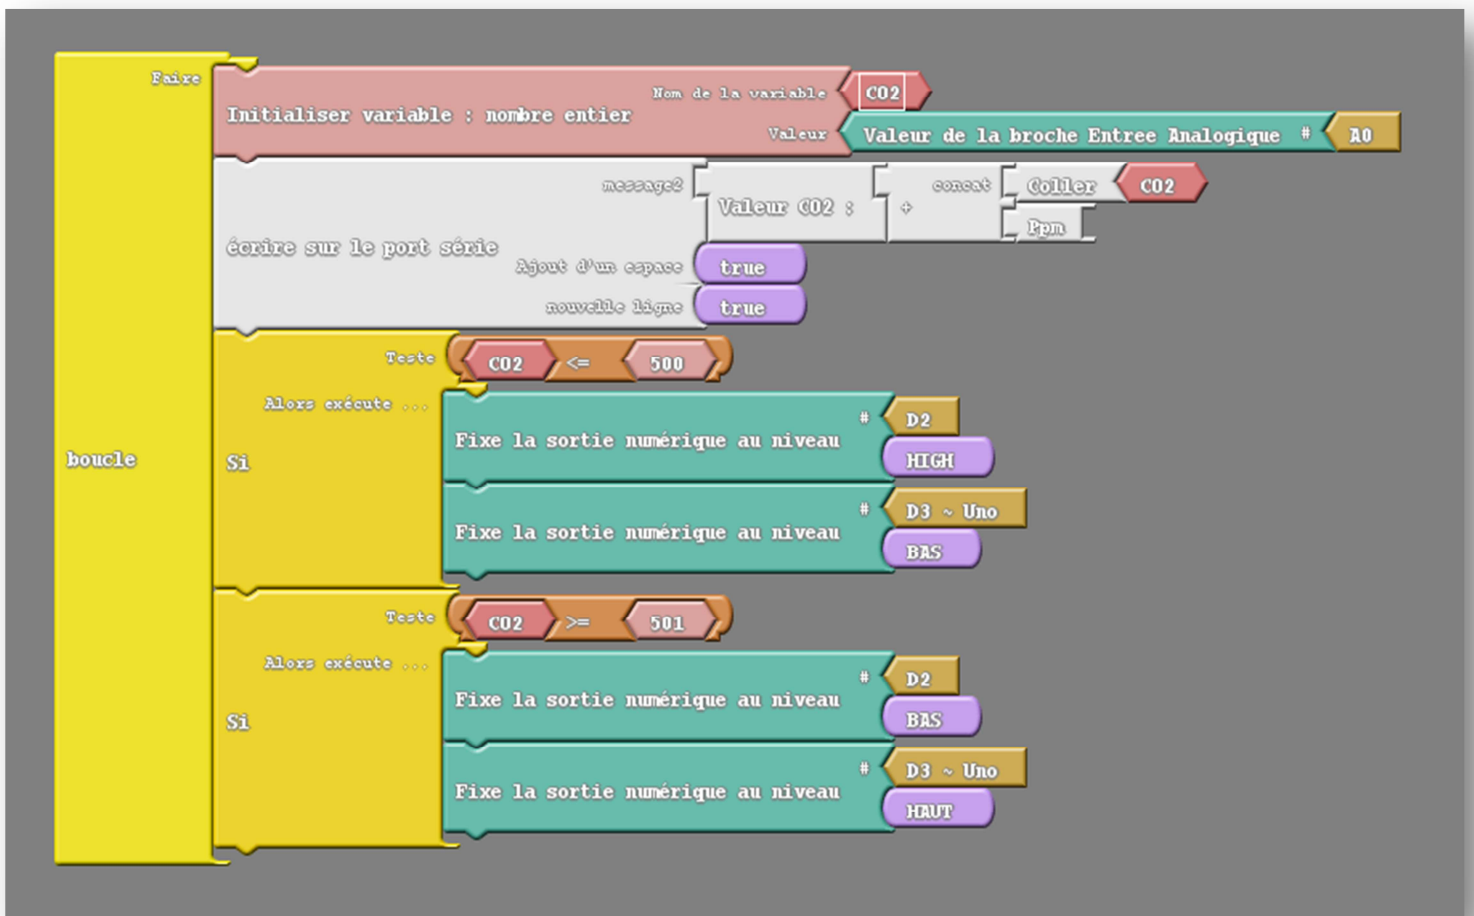 Faire
Nom de la variable CO2
Initialiser variable : nombre entier
Valeur Valeur de la broche Entree Analogique # A0
message2 Valeur CO2 : + concat Coller CO2
Ppm
écrire sur le port série
Ajout d'un espace true
nouvelle ligne true
Teste CO2 <= 500
Alors exécute ...
boucle
Si
Fixe la sortie numérique au niveau # D2
HIGH
Fixe la sortie numérique au niveau # D3 ~ Uno
BAS
Teste CO2 >= 501
Alors exécute ...
Si
Fixe la sortie numérique au niveau # D2
BAS
Fixe la sortie numérique au niveau # D3 ~ Uno
HAUT